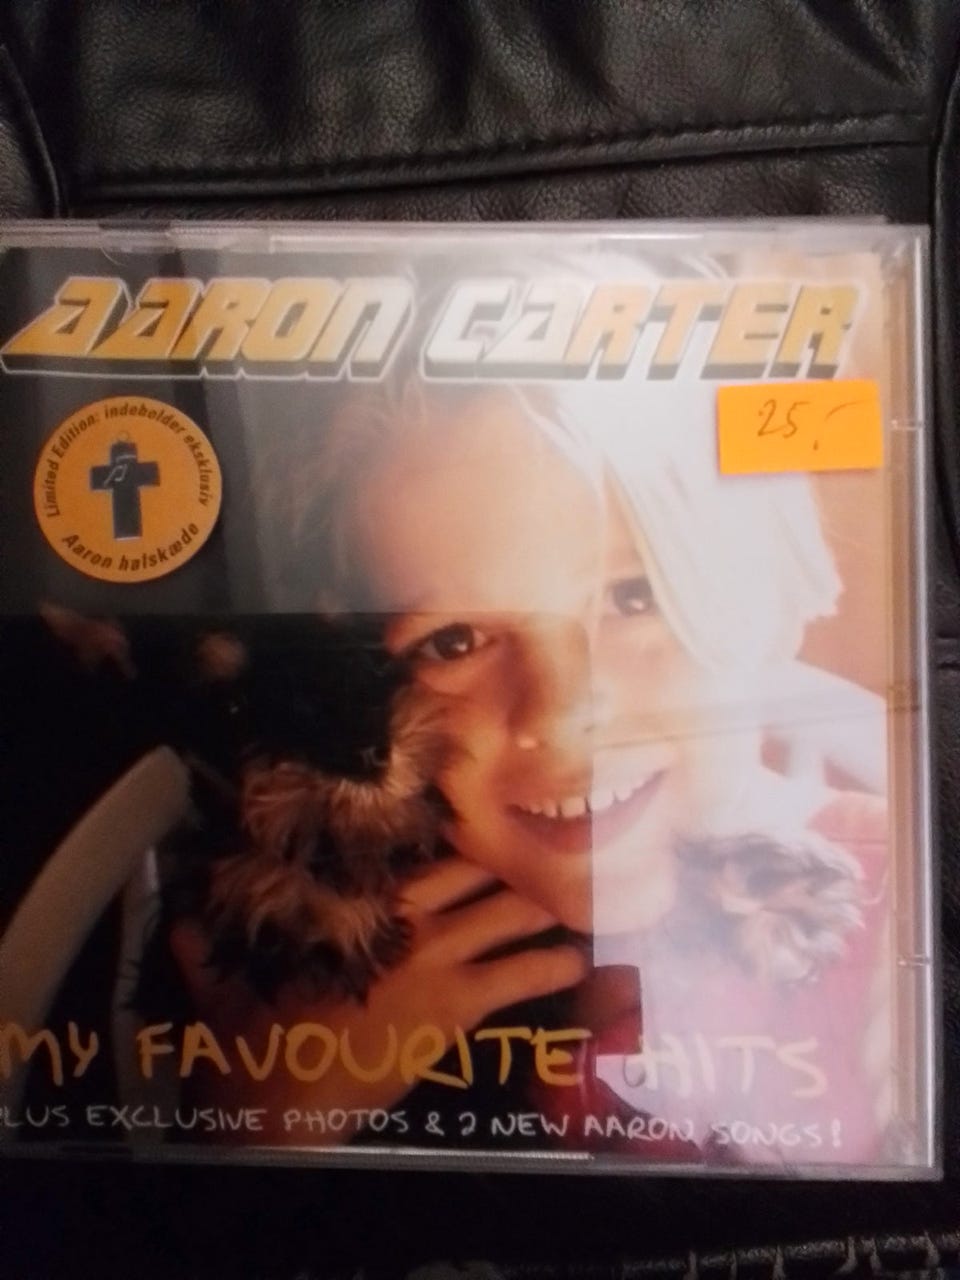 AARON CARTER
25,-
Limited Edition: indeholder eksklusiv
Aaron halskæde
MY FAVOURITE HITS
PLUS EXCLUSIVE PHOTOS & 2 NEW AARON SONGS!